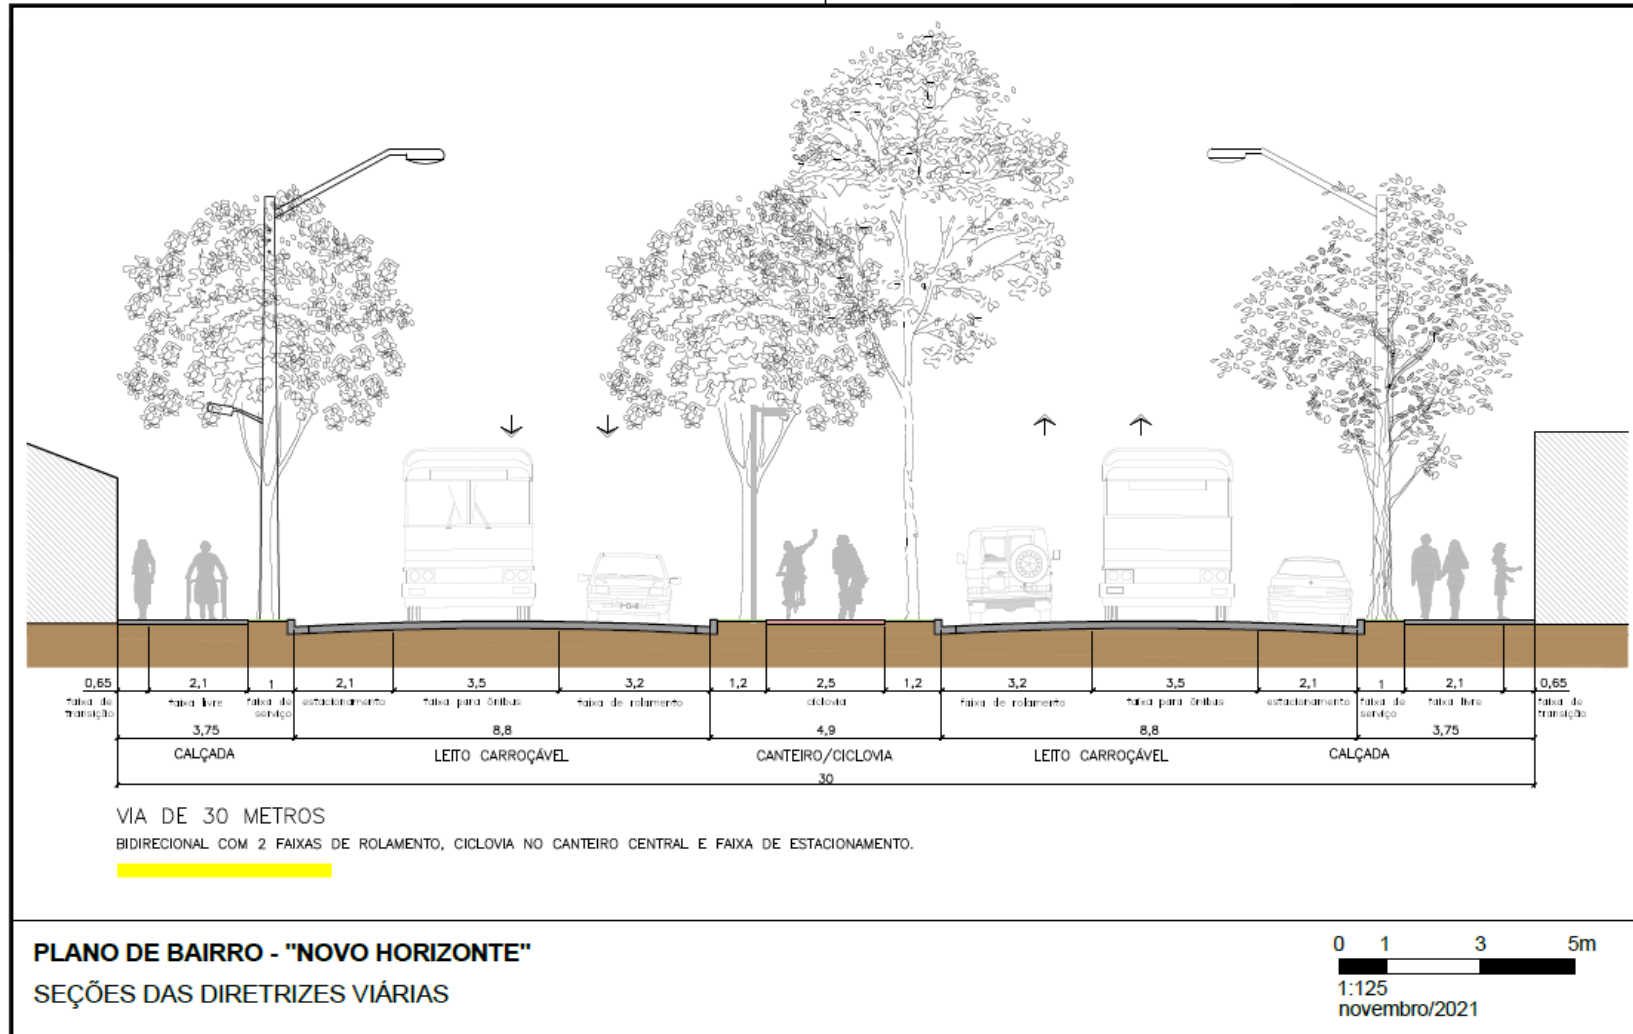 0,65 2,1 1 2,1 3,5 3,2 1,2 2,5 1,2 3,2 3,5 2,1 1 2,1 0,65
faixa de transição faixa livre faixa de serviço estacionamento faixa para ônibus faixa de rolamento ciclovia faixa de rolamento faixa para ônibus estacionamento faixa de serviço faixa livre faixa de transição
3,75 8,8 4,9 8,8 3,75
CALÇADA LEITO CARROÇÁVEL CANTEIRO/CICLOVIA LEITO CARROÇÁVEL CALÇADA
30
VIA DE 30 METROS
BIDIRECIONAL COM 2 FAIXAS DE ROLAMENTO, CICLOVIA NO CANTEIRO CENTRAL E FAIXA DE ESTACIONAMENTO.
PLANO DE BAIRRO - "NOVO HORIZONTE"
SEÇÕES DAS DIRETRIZES VIÁRIAS
0 1 3 5m
1:125
novembro/2021